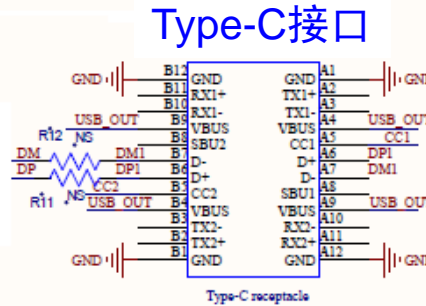 Type-C接口
GND B12 GND GND A1 GND
B11 RX1+ TX1+ A2
B10 RX1- TX1- A3
USB_OUT B9 VBUS VBUS A4 USB_OUT
R12 NS B8 SBU2 CC1 A5 CC1
DM DM1 B7 D- D+ A6 DP1
DP DP1 B6 D+ D- A7 DM1
R11 NS CC2 B5 CC2 SBU1 A8
USB_OUT B4 VBUS VBUS A9 USB_OUT
B3 TX2- RX2- A10
B2 TX2+ RX2+ A11
GND B1 GND GND A12 GND
Type-C receptacle